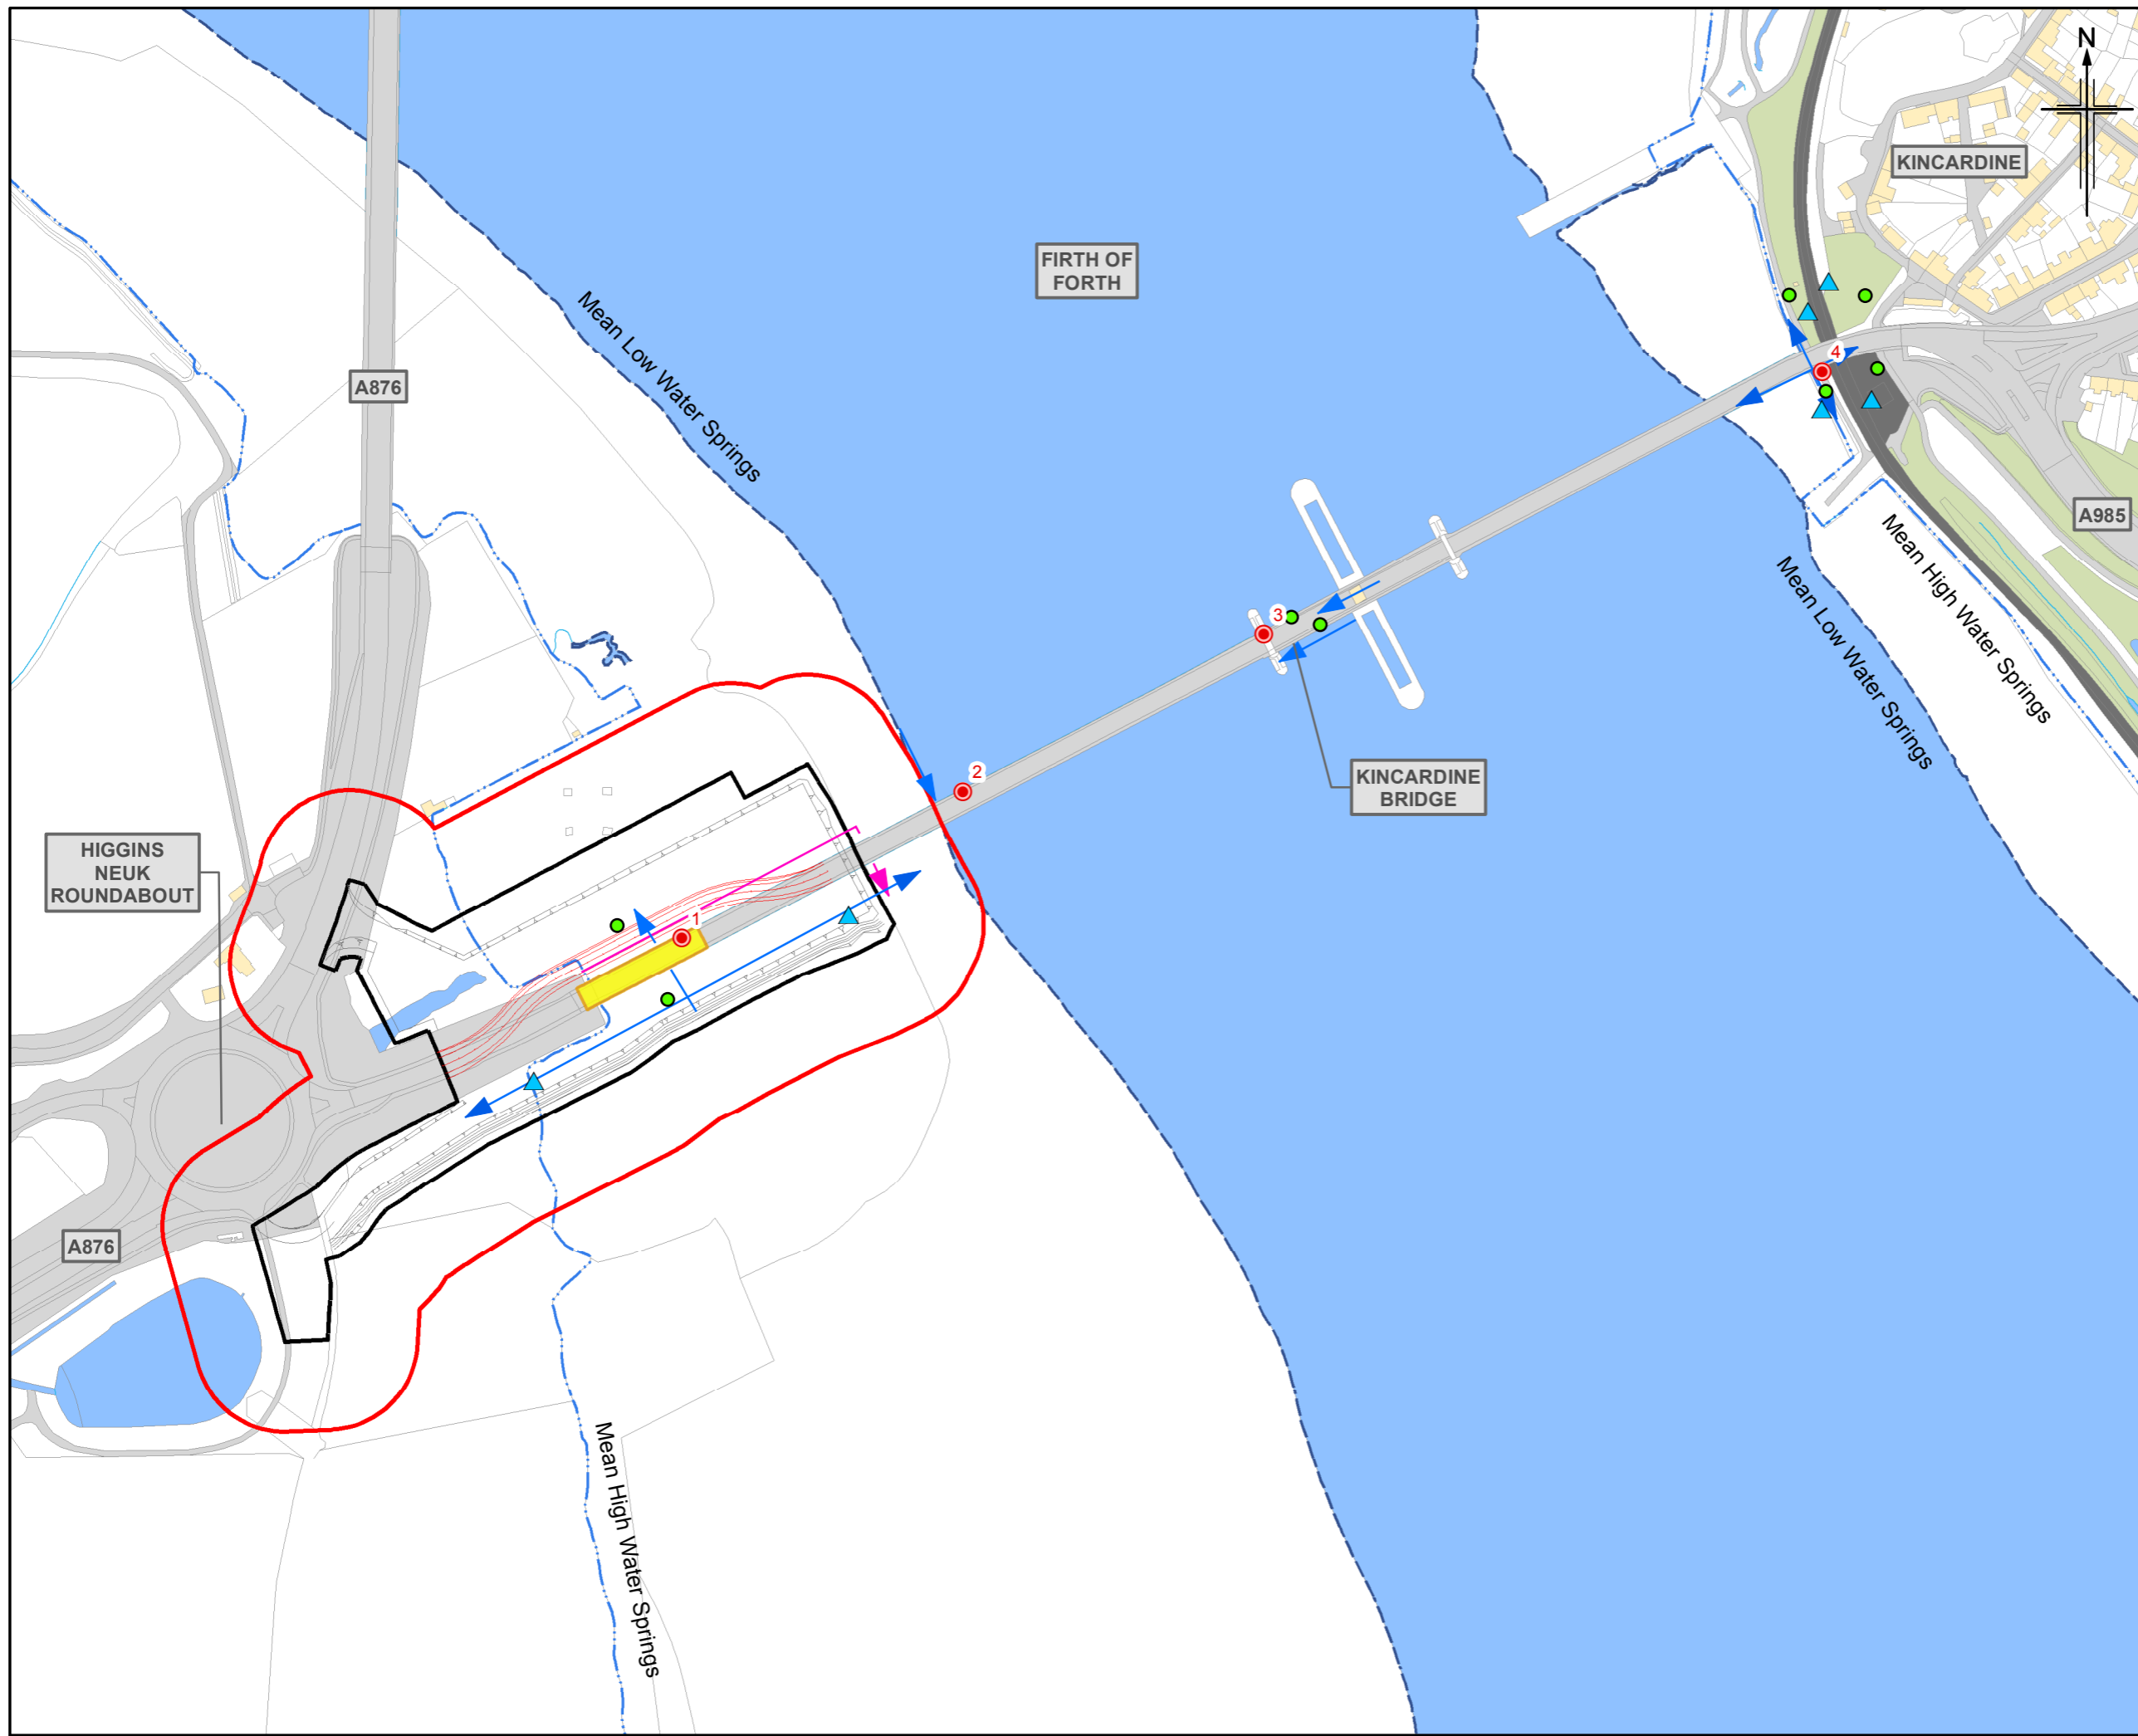 N
KINCARDINE
FIRTH OF
FORTH
Mean Low Water Springs
A876
4
A985
Mean High Water Springs
Mean Low Water Springs
3
2
KINCARDINE
BRIDGE
HIGGINS
NEUK
ROUNDABOUT
1
A876
Mean High Water Springs